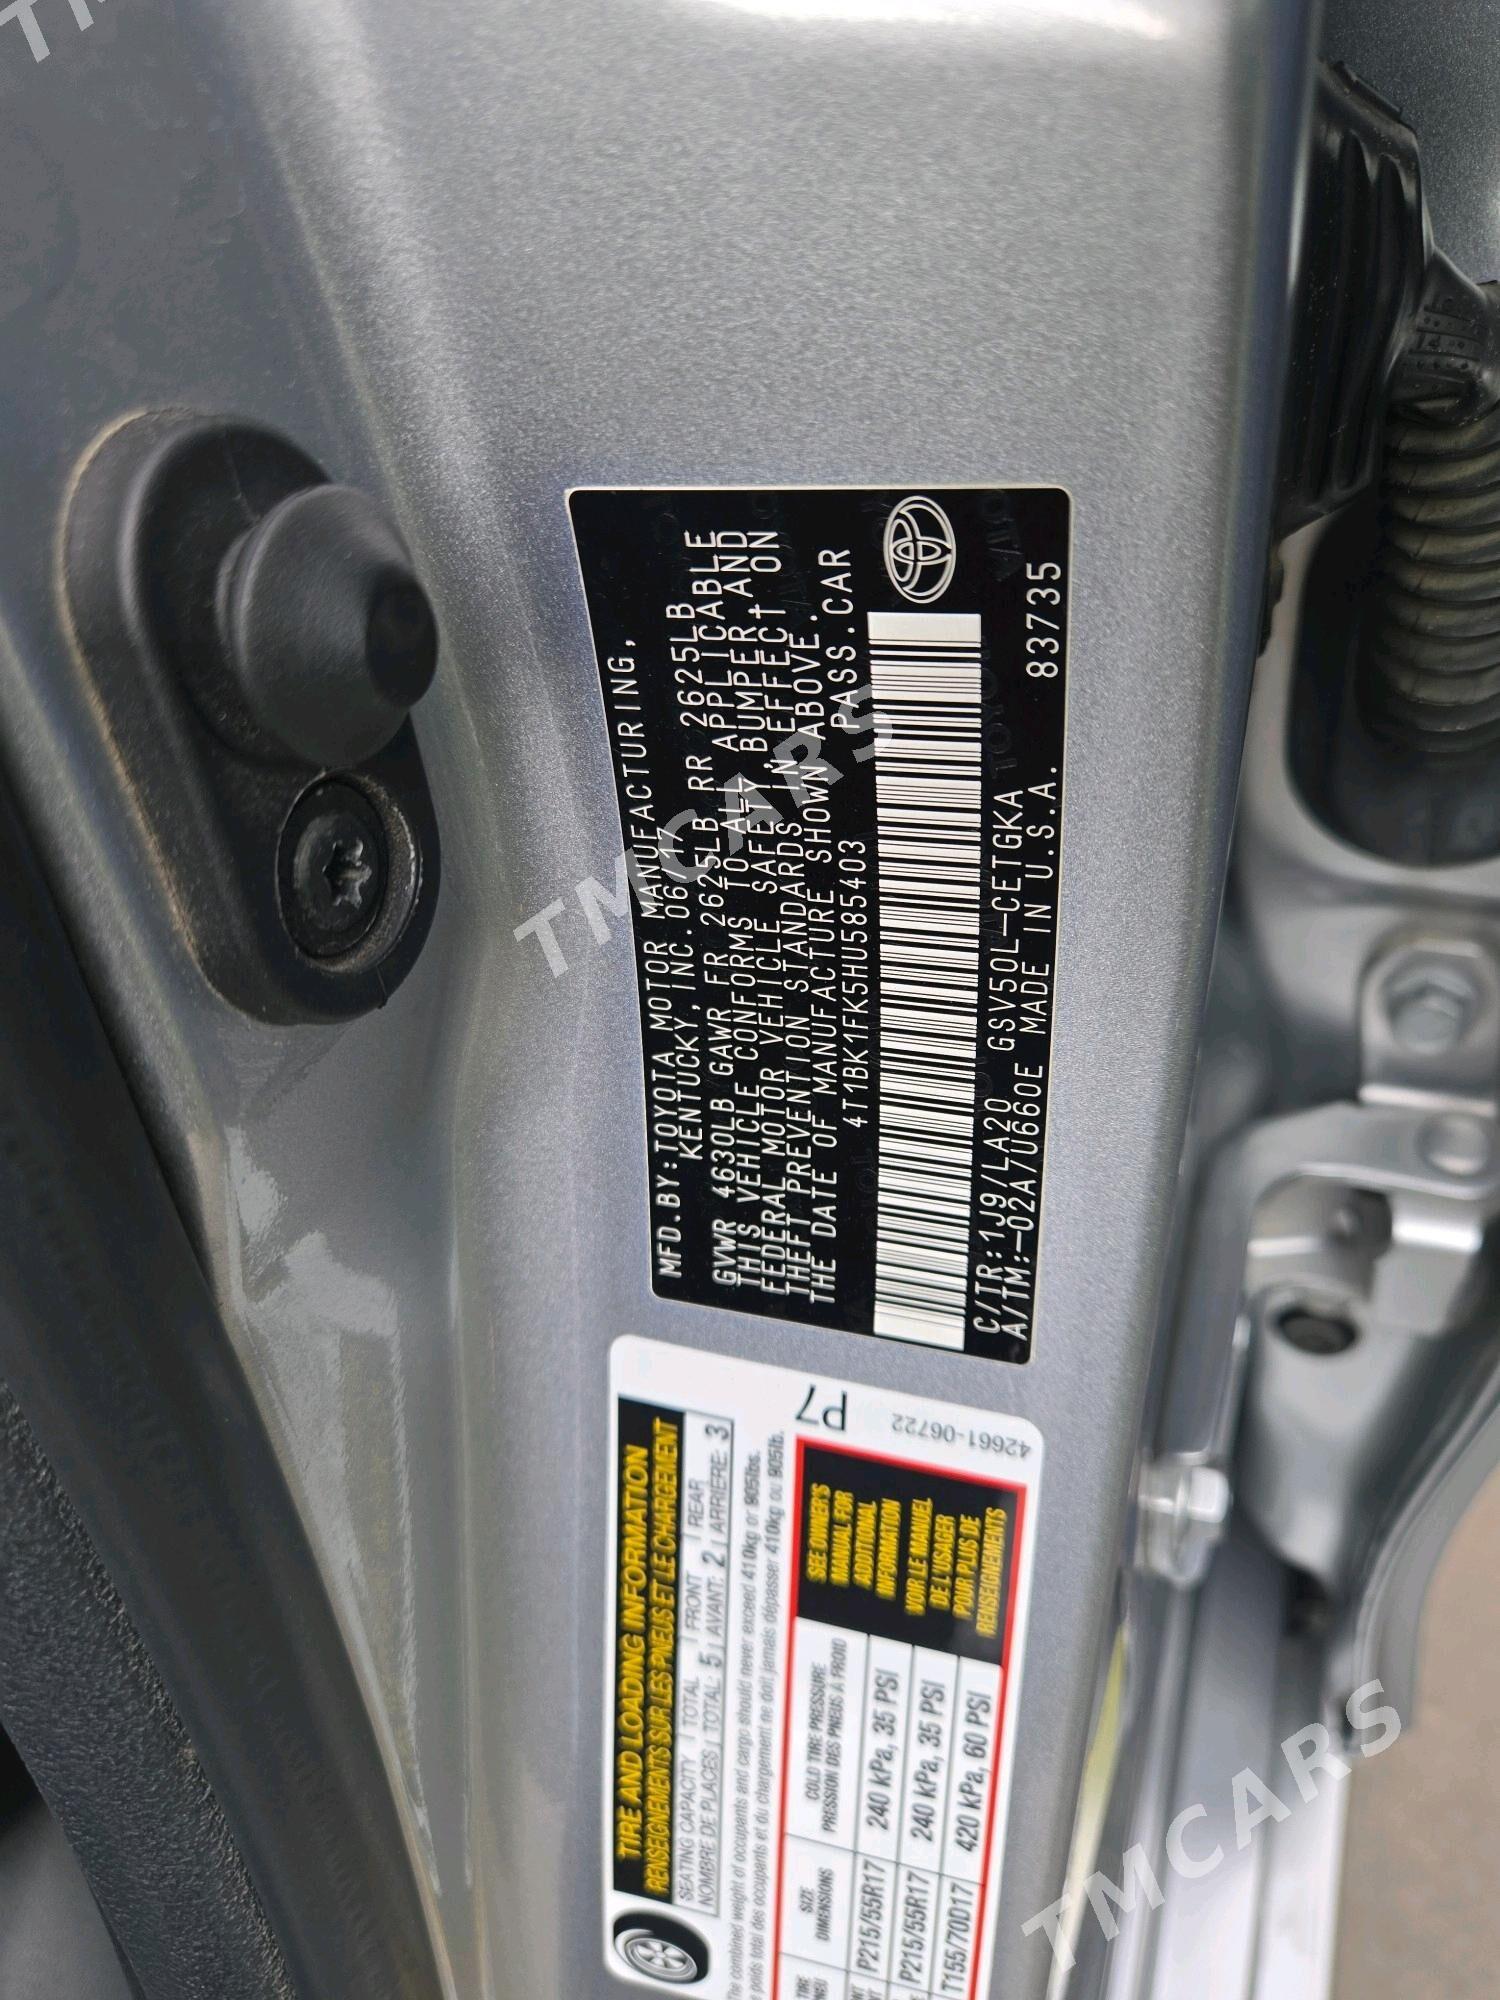 MFD.BY:TOYOTA MOTOR MANUFACTURING,
KENTUCKY, INC. 06/17
GVWR 4630LB GAWR FR 2625LB RR 2625LB
THIS VEHICLE CONFORMS TO ALL APPLICABLE
FEDERAL MOTOR VEHICLE SAFETY, BUMPER, AND
THEFT PREVENTION STANDARDS IN EFFECT ON
THE DATE OF MANUFACTURE SHOWN ABOVE.
4T1BK1FK5HU585403 PASS.CAR
C/TR:1J9/LA20 GSV50L-CETGKA 83735
A/TM:-02A/U660E MADE IN U.S.A.
TIRE AND LOADING INFORMATION
RENSEIGNEMENTS SUR LES PNEUS ET LE CHARGEMENT
SEATING CAPACITY TOTAL FRONT REAR
NOMBRE DE PLACES TOTAL: 5 AVANT: 2 ARRIÈRE: 3
The combined weight of occupants and cargo should never exceed 410kg or 905lbs.
poids total des occupants et du chargement ne doit jamais dépasser 410kg ou 905lb.
P7
42661-06722
SIZE
DIMENSIONS
COLD TIRE PRESSURE
PRESSION DES PNEUS À FROID
P215/55R17 240 kPa, 35 PSI
P215/55R17 240 kPa, 35 PSI
T155/70D17 420 kPa, 60 PSI
SEE OWNER'S
MANUAL FOR
ADDITIONAL
INFORMATION
VOIR LE MANUEL
DE L'USAGER
POUR PLUS DE
RENSEIGNEMENTS
TMCARS
TMCARS